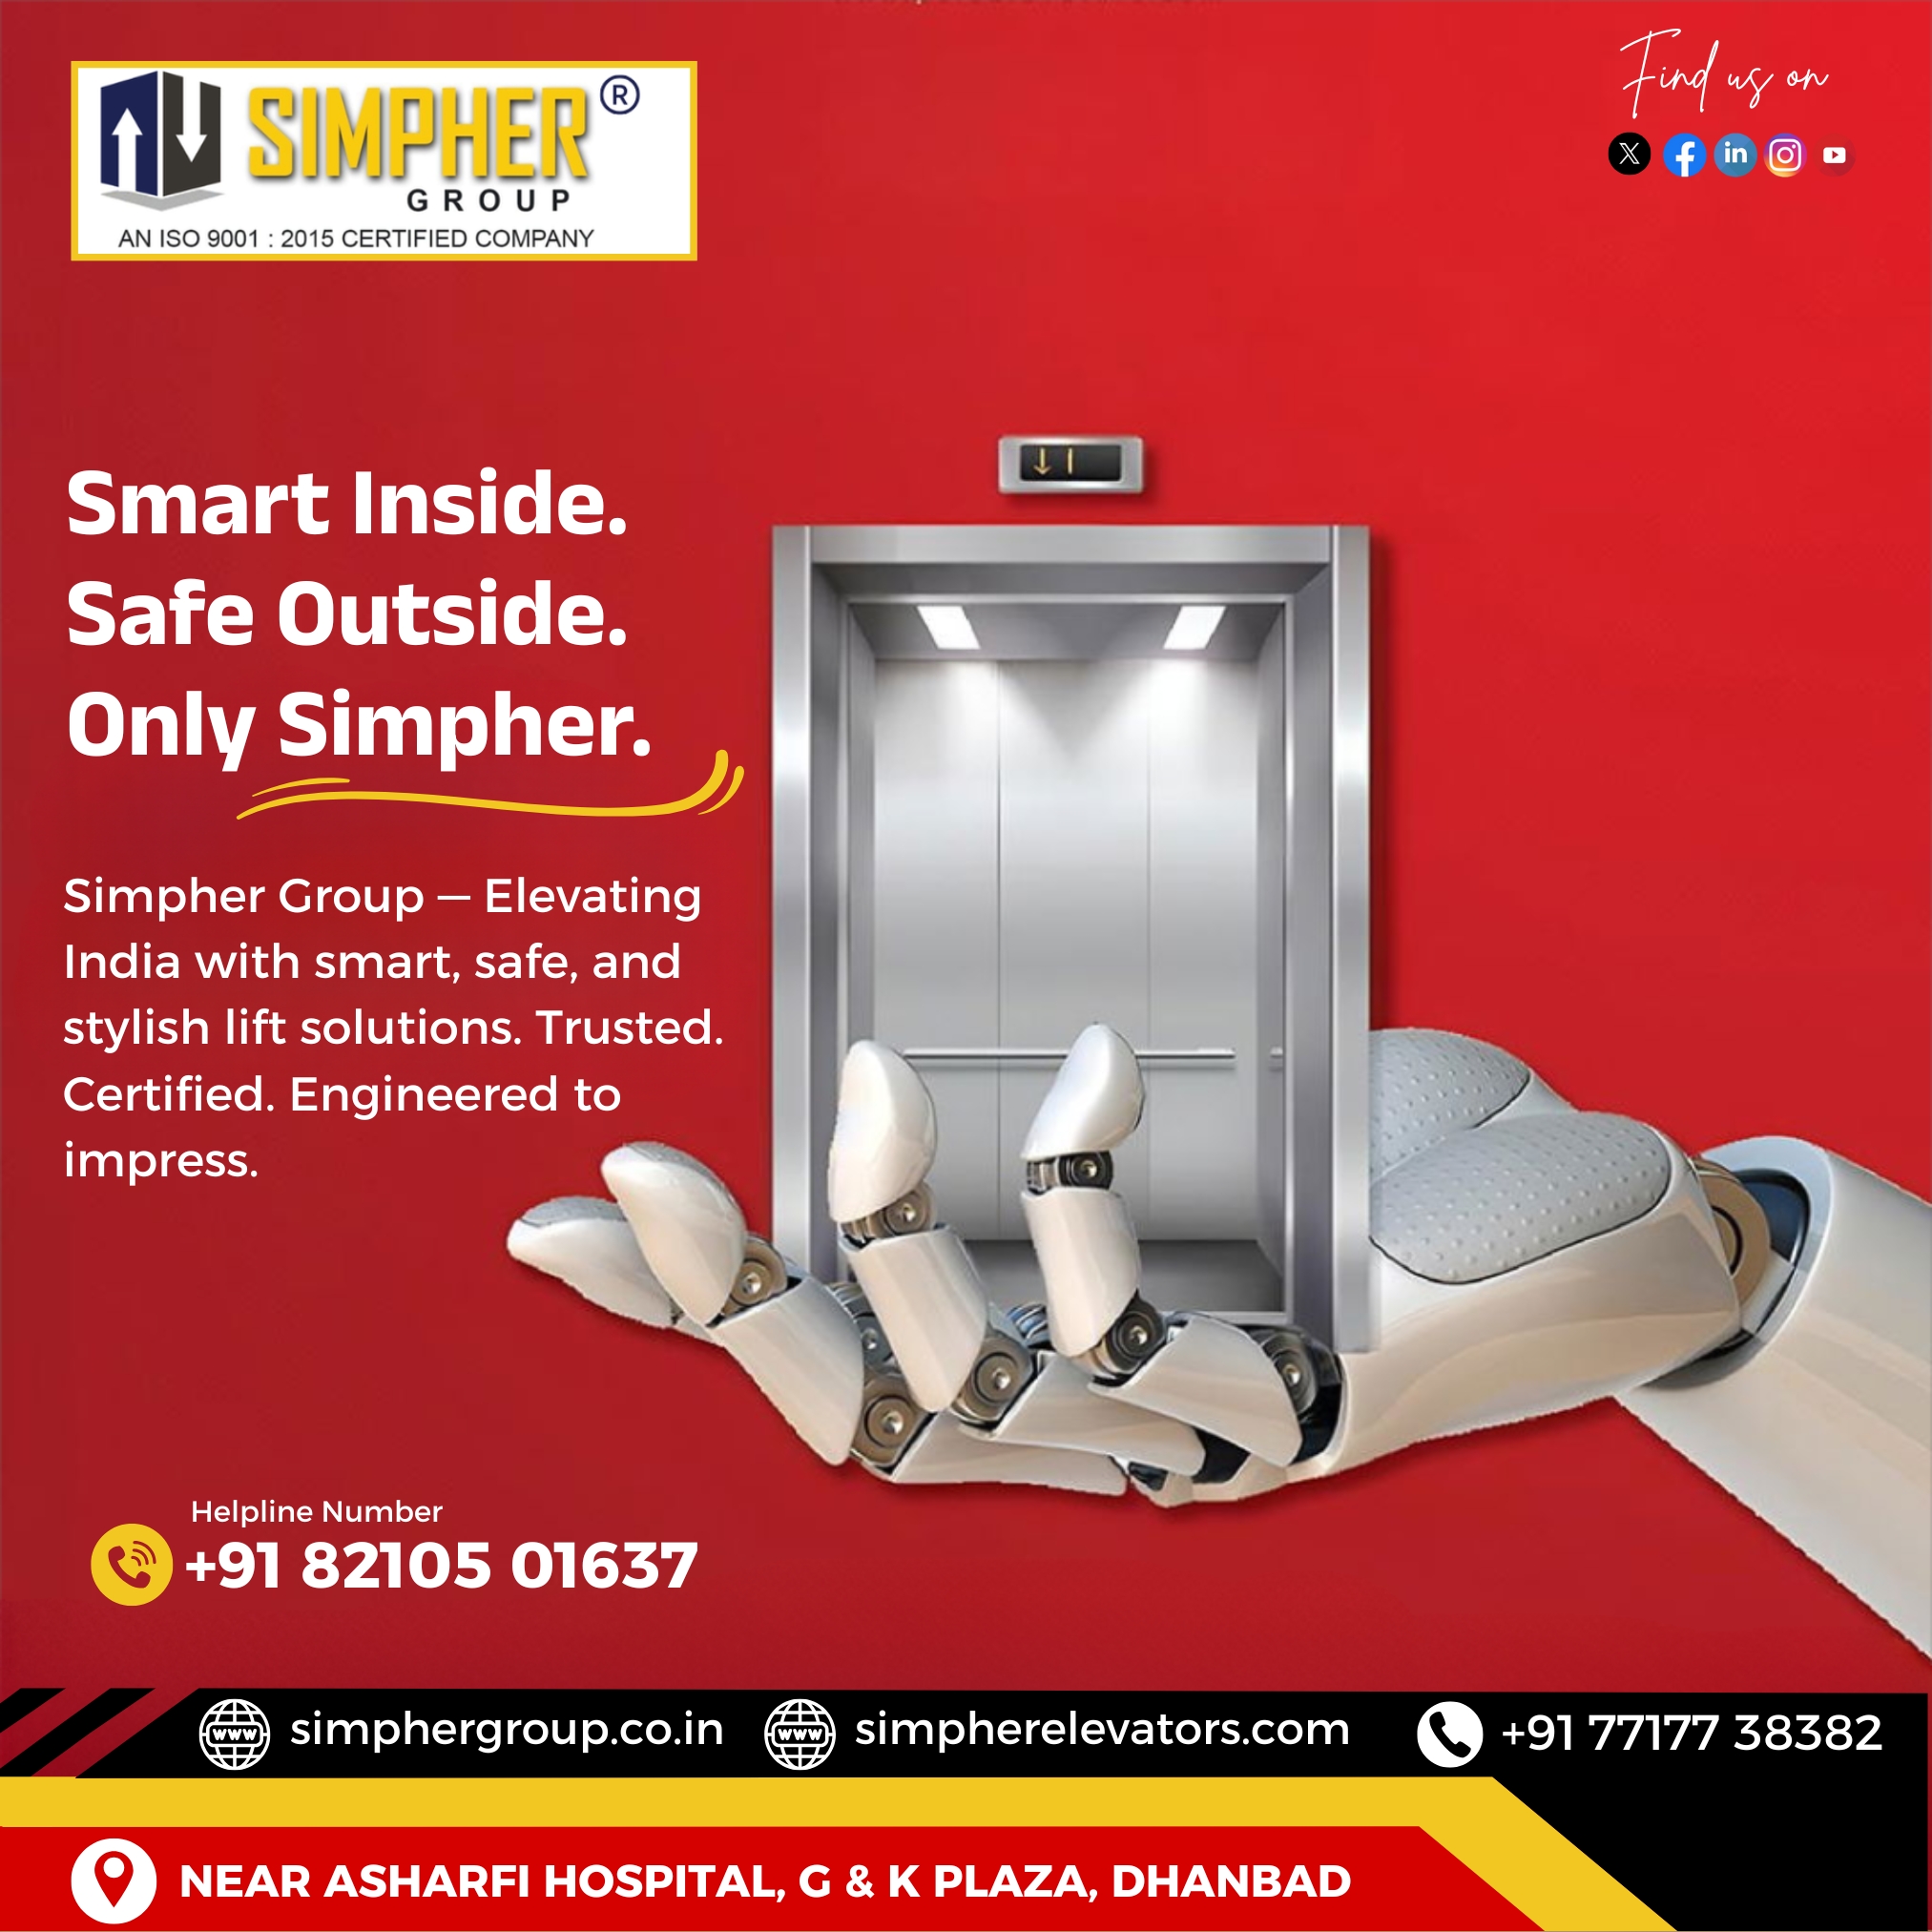 SIMPHER ®
GROUP
AN ISO 9001 : 2015 CERTIFIED COMPANY
Find us on
Smart Inside.
Safe Outside.
Only Simpher.
Simpher Group — Elevating
India with smart, safe, and
stylish lift solutions. Trusted.
Certified. Engineered to
impress.
Helpline Number
+91 82105 01637
www simphergroup.co.in www simpherelevators.com +91 77177 38382
NEAR ASHARFI HOSPITAL, G & K PLAZA, DHANBAD